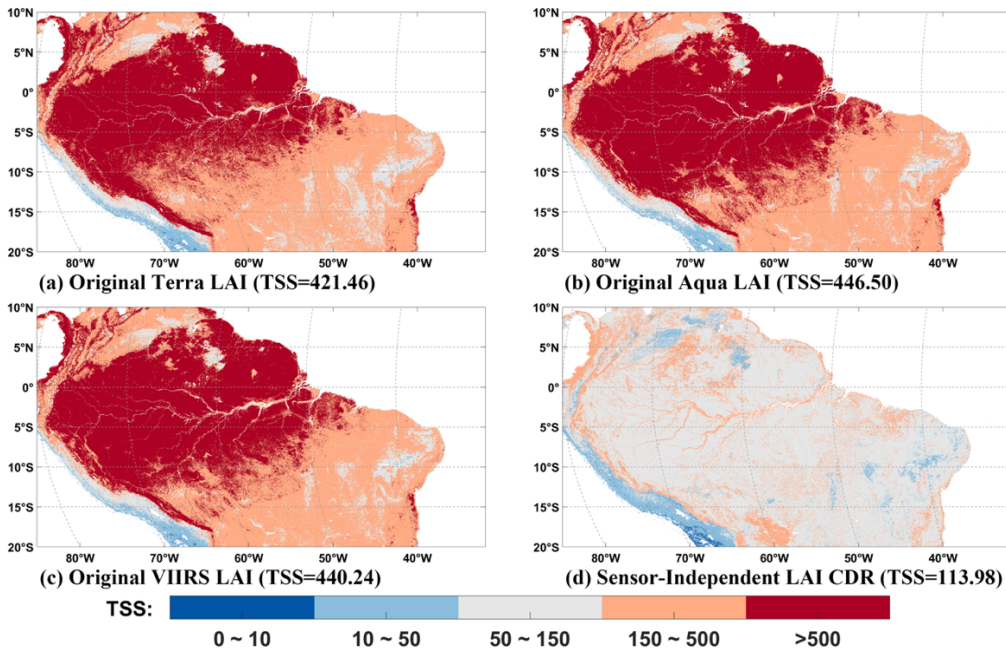 10°N
5°N
0°
5°S
10°S
15°S
20°S
80°W 70°W 60°W 50°W 40°W
(a) Original Terra LAI (TSS=421.46)
10°N
5°N
0°
5°S
10°S
15°S
20°S
80°W 70°W 60°W 50°W 40°W
(b) Original Aqua LAI (TSS=446.50)
10°N
5°N
0°
5°S
10°S
15°S
20°S
80°W 70°W 60°W 50°W 40°W
(c) Original VIIRS LAI (TSS=440.24)
10°N
5°N
0°
5°S
10°S
15°S
20°S
80°W 70°W 60°W 50°W 40°W
(d) Sensor-Independent LAI CDR (TSS=113.98)
TSS:
0 ~ 10 10 ~ 50 50 ~ 150 150 ~ 500 >500